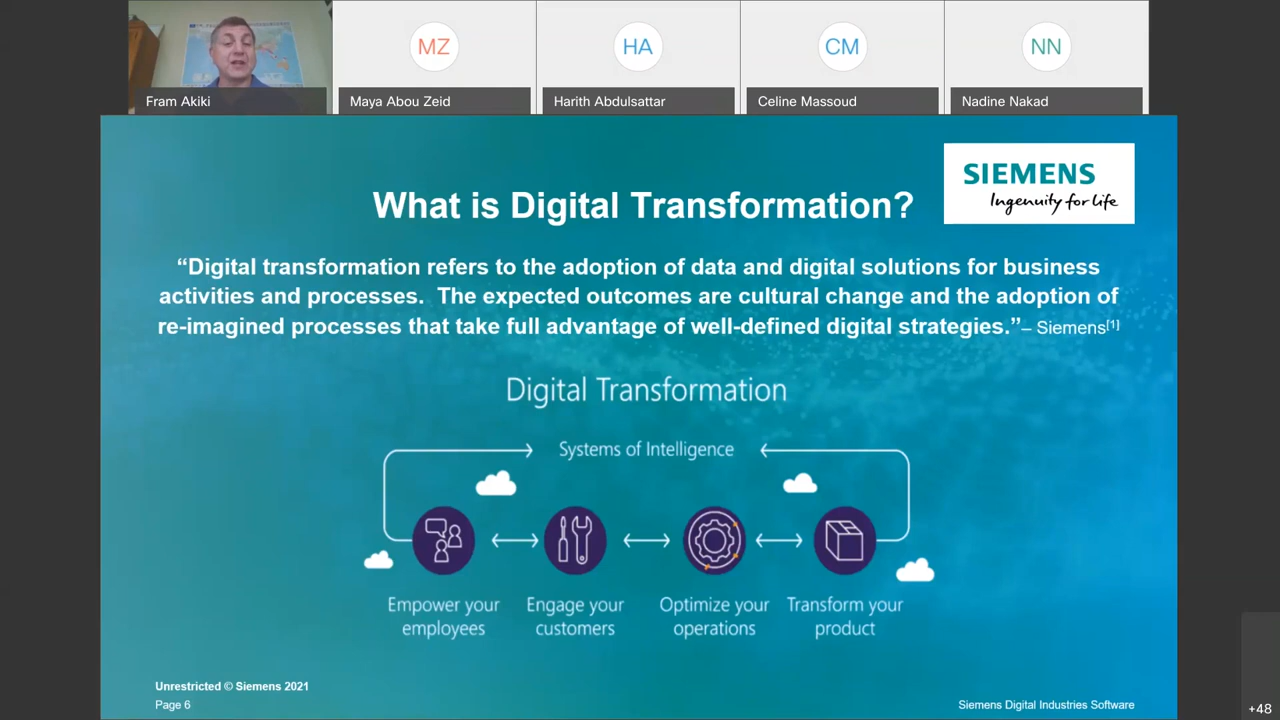 MZ
HA
CM
NN
Fram Akiki
Maya Abou Zeid
Harith Abdulsattar
Celine Massoud
Nadine Nakad
SIEMENS
Ingenuity for life
What is Digital Transformation?
“Digital transformation refers to the adoption of data and digital solutions for business
activities and processes. The expected outcomes are cultural change and the adoption of
re-imagined processes that take full advantage of well-defined digital strategies.”– Siemens[1]
Digital Transformation
Systems of Intelligence
Empower your
employees
Engage your
customers
Optimize your
operations
Transform your
product
Unrestricted © Siemens 2021
Page 6
Siemens Digital Industries Software
+48